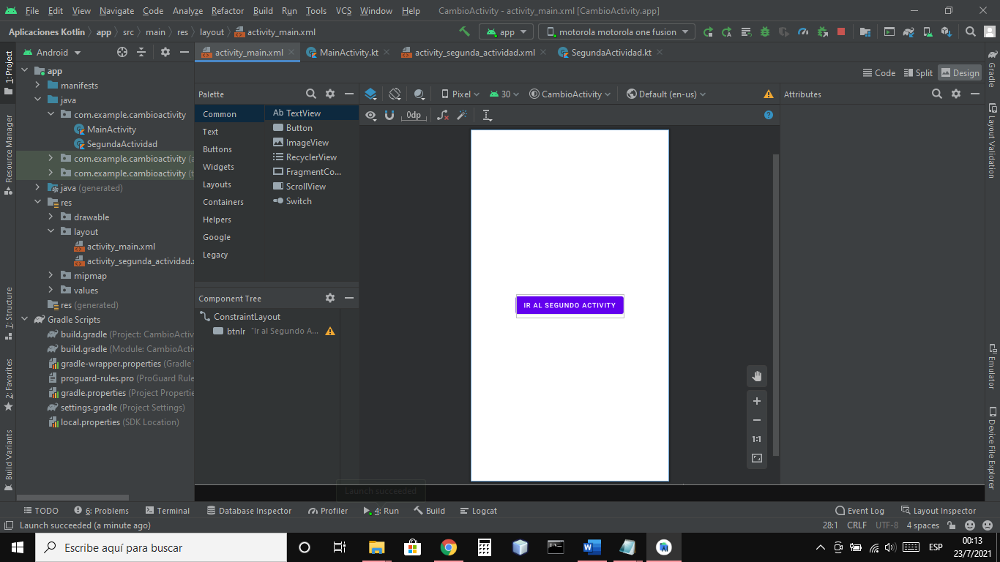 File Edit View Navigate Code Analyze Refactor Build Run Tools VCS Window Help CambioActivity - activity_main.xml [CambioActivity.app]
Aplicaciones Kotlin app src main res layout activity_main.xml app motorola motorola one fusion
Android activity_main.xml MainActivity.kt activity_segunda_actividad.xml SegundaActividad.kt
Code Split Design
1: Project
Resource Manager
7: Structure
2: Favorites
Build Variants
app
manifests
java
com.example.cambioactivity
MainActivity
SegundaActividad
com.example.cambioactivity (a
com.example.cambioactivity (t
java (generated)
res
drawable
layout
activity_main.xml
activity_segunda_actividad.x
mipmap
values
res (generated)
Gradle Scripts
build.gradle (Project: CambioActiv
build.gradle (Module: CambioActi
gradle-wrapper.properties (Gradle
proguard-rules.pro (ProGuard Rule
gradle.properties (Project Propertie
settings.gradle (Project Settings)
local.properties (SDK Location)
Palette
Common
Text
Buttons
Widgets
Layouts
Containers
Helpers
Google
Legacy
Ab TextView
Button
ImageView
RecyclerView
FragmentCo...
ScrollView
Switch
Component Tree
ConstraintLayout
btnIr "Ir al Segundo A...
Pixel 30 CambioActivity Default (en-us)
0dp
IR AL SEGUNDO ACTIVITY
1:1
Launch succeeded
Attributes
Gradle
Layout Validation
Emulator
Device File Explorer
TODO 6: Problems Terminal Database Inspector Profiler 4: Run Build Logcat Event Log Layout Inspector
Launch succeeded (a minute ago) 28:1 CRLF UTF-8 4 spaces
Escribe aquí para buscar
ESP
00:13
23/7/2021